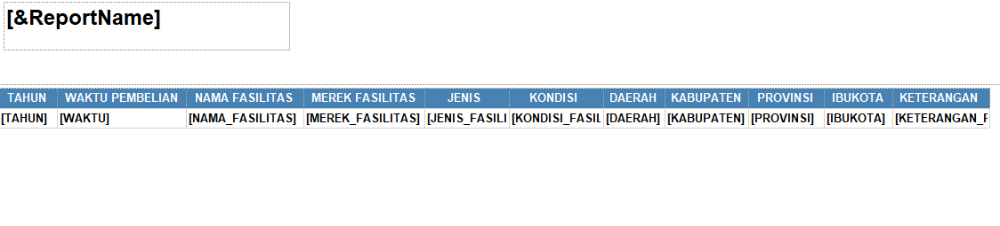 [&ReportName]
TAHUN WAKTU PEMBELIAN NAMA FASILITAS MEREK FASILITAS JENIS KONDISI DAERAH KABUPATEN PROVINSI IBUKOTA KETERANGAN
[TAHUN] [WAKTU] [NAMA_FASILITAS] [MEREK_FASILITAS] [JENIS_FASILI [KONDISI_FASIL [DAERAH] [KABUPATEN] [PROVINSI] [IBUKOTA] [KETERANGAN_F